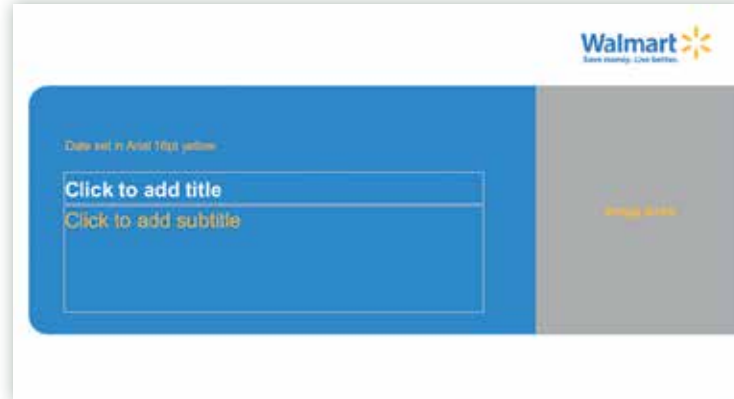 Walmart
Save money. Live better.
Date set in Arial 16pt yellow
Click to add title
Click to add subtitle